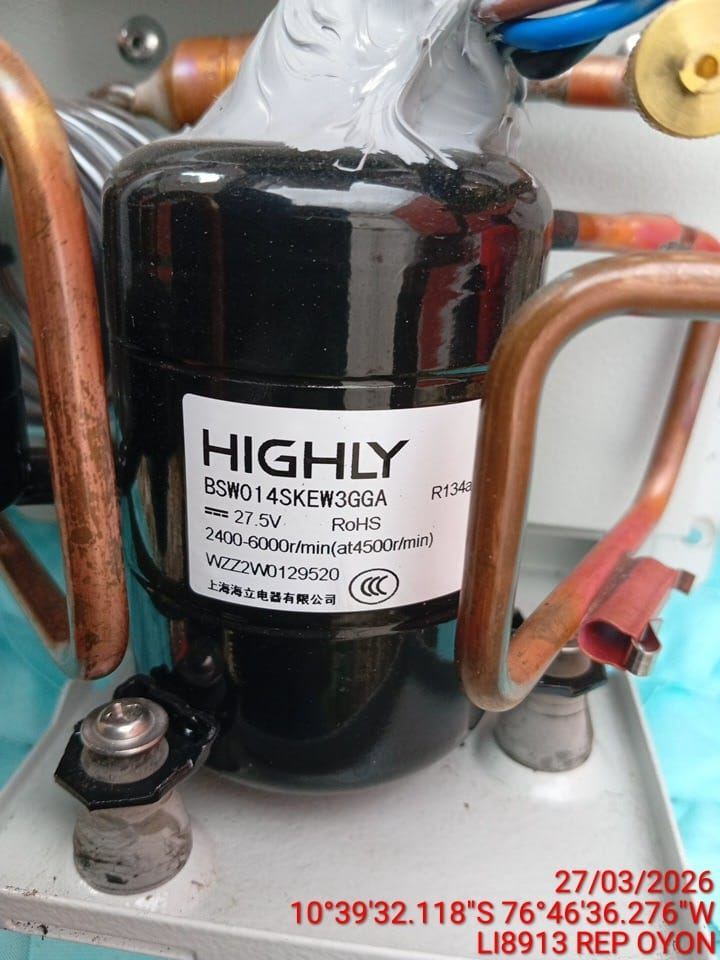 HIGHLY
BSW014SKEW3GGA R134a
27.5V RoHS
2400-6000r/min(at4500r/min)
WZZ2W0129520
CCC
上海海立电器有限公司
27/03/2026
10°39'32.118"S 76°46'36.276"W
LI8913 REP OYON